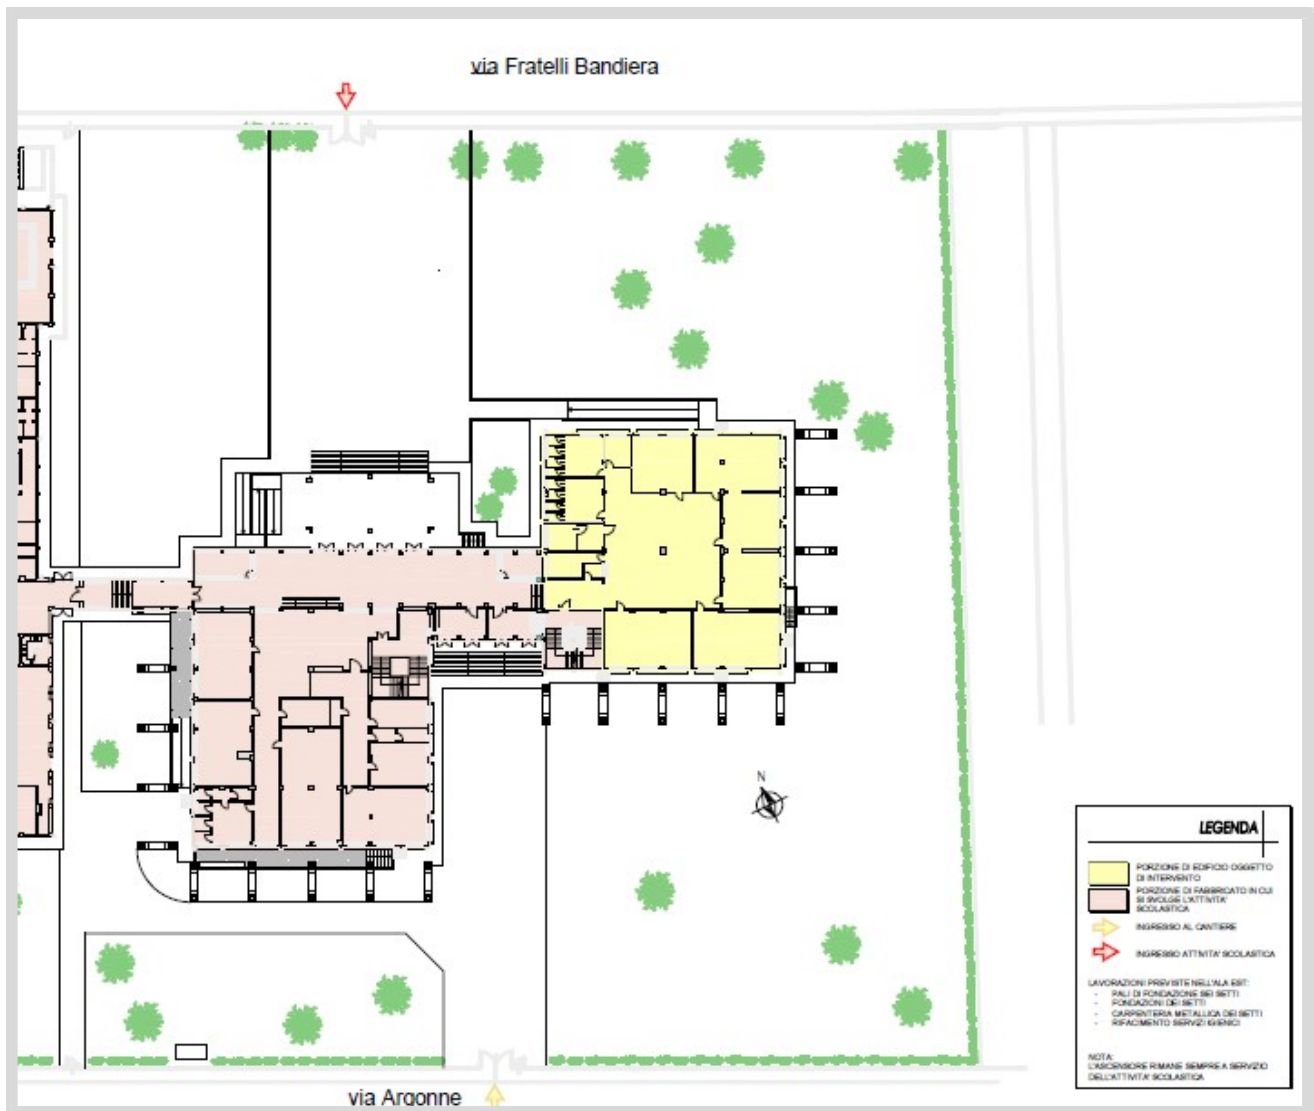 via Fratelli Bandiera
N
LEGENDA
PORZIONE DI EDIFICIO OGGETTO
DI INTERVENTO
PORZIONE DI FABBRICATO IN CUI
SI SVOLGE L'ATTIVITA'
SCOLASTICA
INGRESSO AL CANTIERE
INGRESSO ATTIVITA' SCOLASTICA
LAVORAZIONI PREVISTE NELL'ALA EST:
- PALI DI FONDAZIONE SEI SETTI
- FONDAZIONI DEI SETTI
- CARPENTERIA METALLICA DEI SETTI
- RIFACIMENTO SERVIZI IGIENICI
NOTA:
L'ASCENSORE RIMANE SEMPRE A SERVIZIO
DELL'ATTIVITA' SCOLASTICA
via Argonne